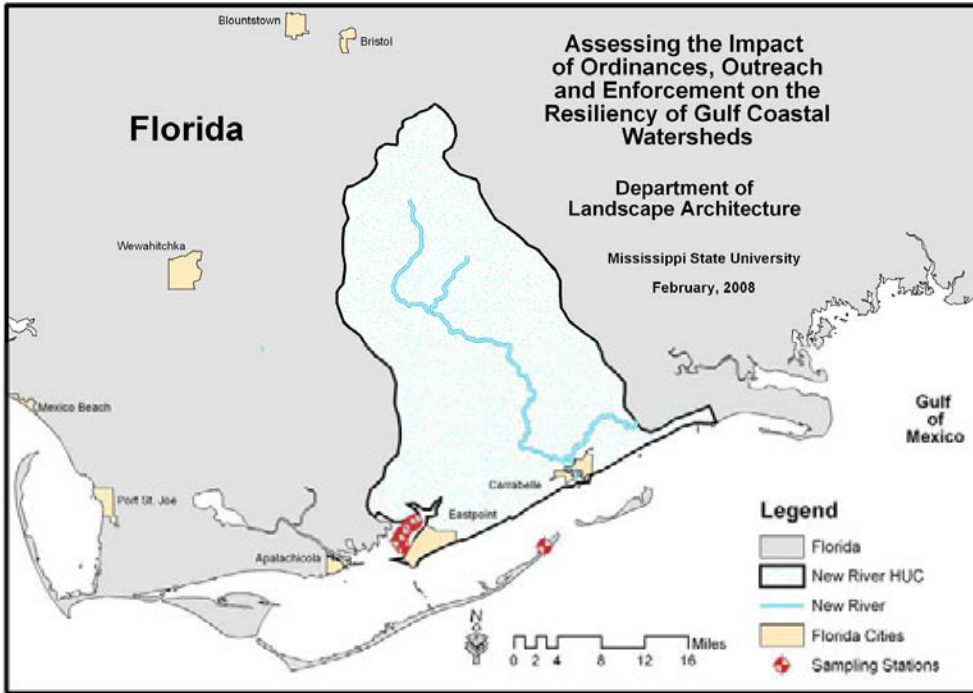 Blountstown
Bristol
Assessing the Impact
of Ordinances, Outreach
and Enforcement on the
Resiliency of Gulf Coastal
Watersheds
Florida
Department of
Landscape Architecture
Wewahitchka
Mississippi State University
February, 2008
Mexico Beach
Gulf
of
Mexico
Port St. Joe
Carrabelle
Eastpoint
Apalachicola
Legend
Florida
New River HUC
New River
Florida Cities
Sampling Stations
N
Miles
0 2 4 8 12 16